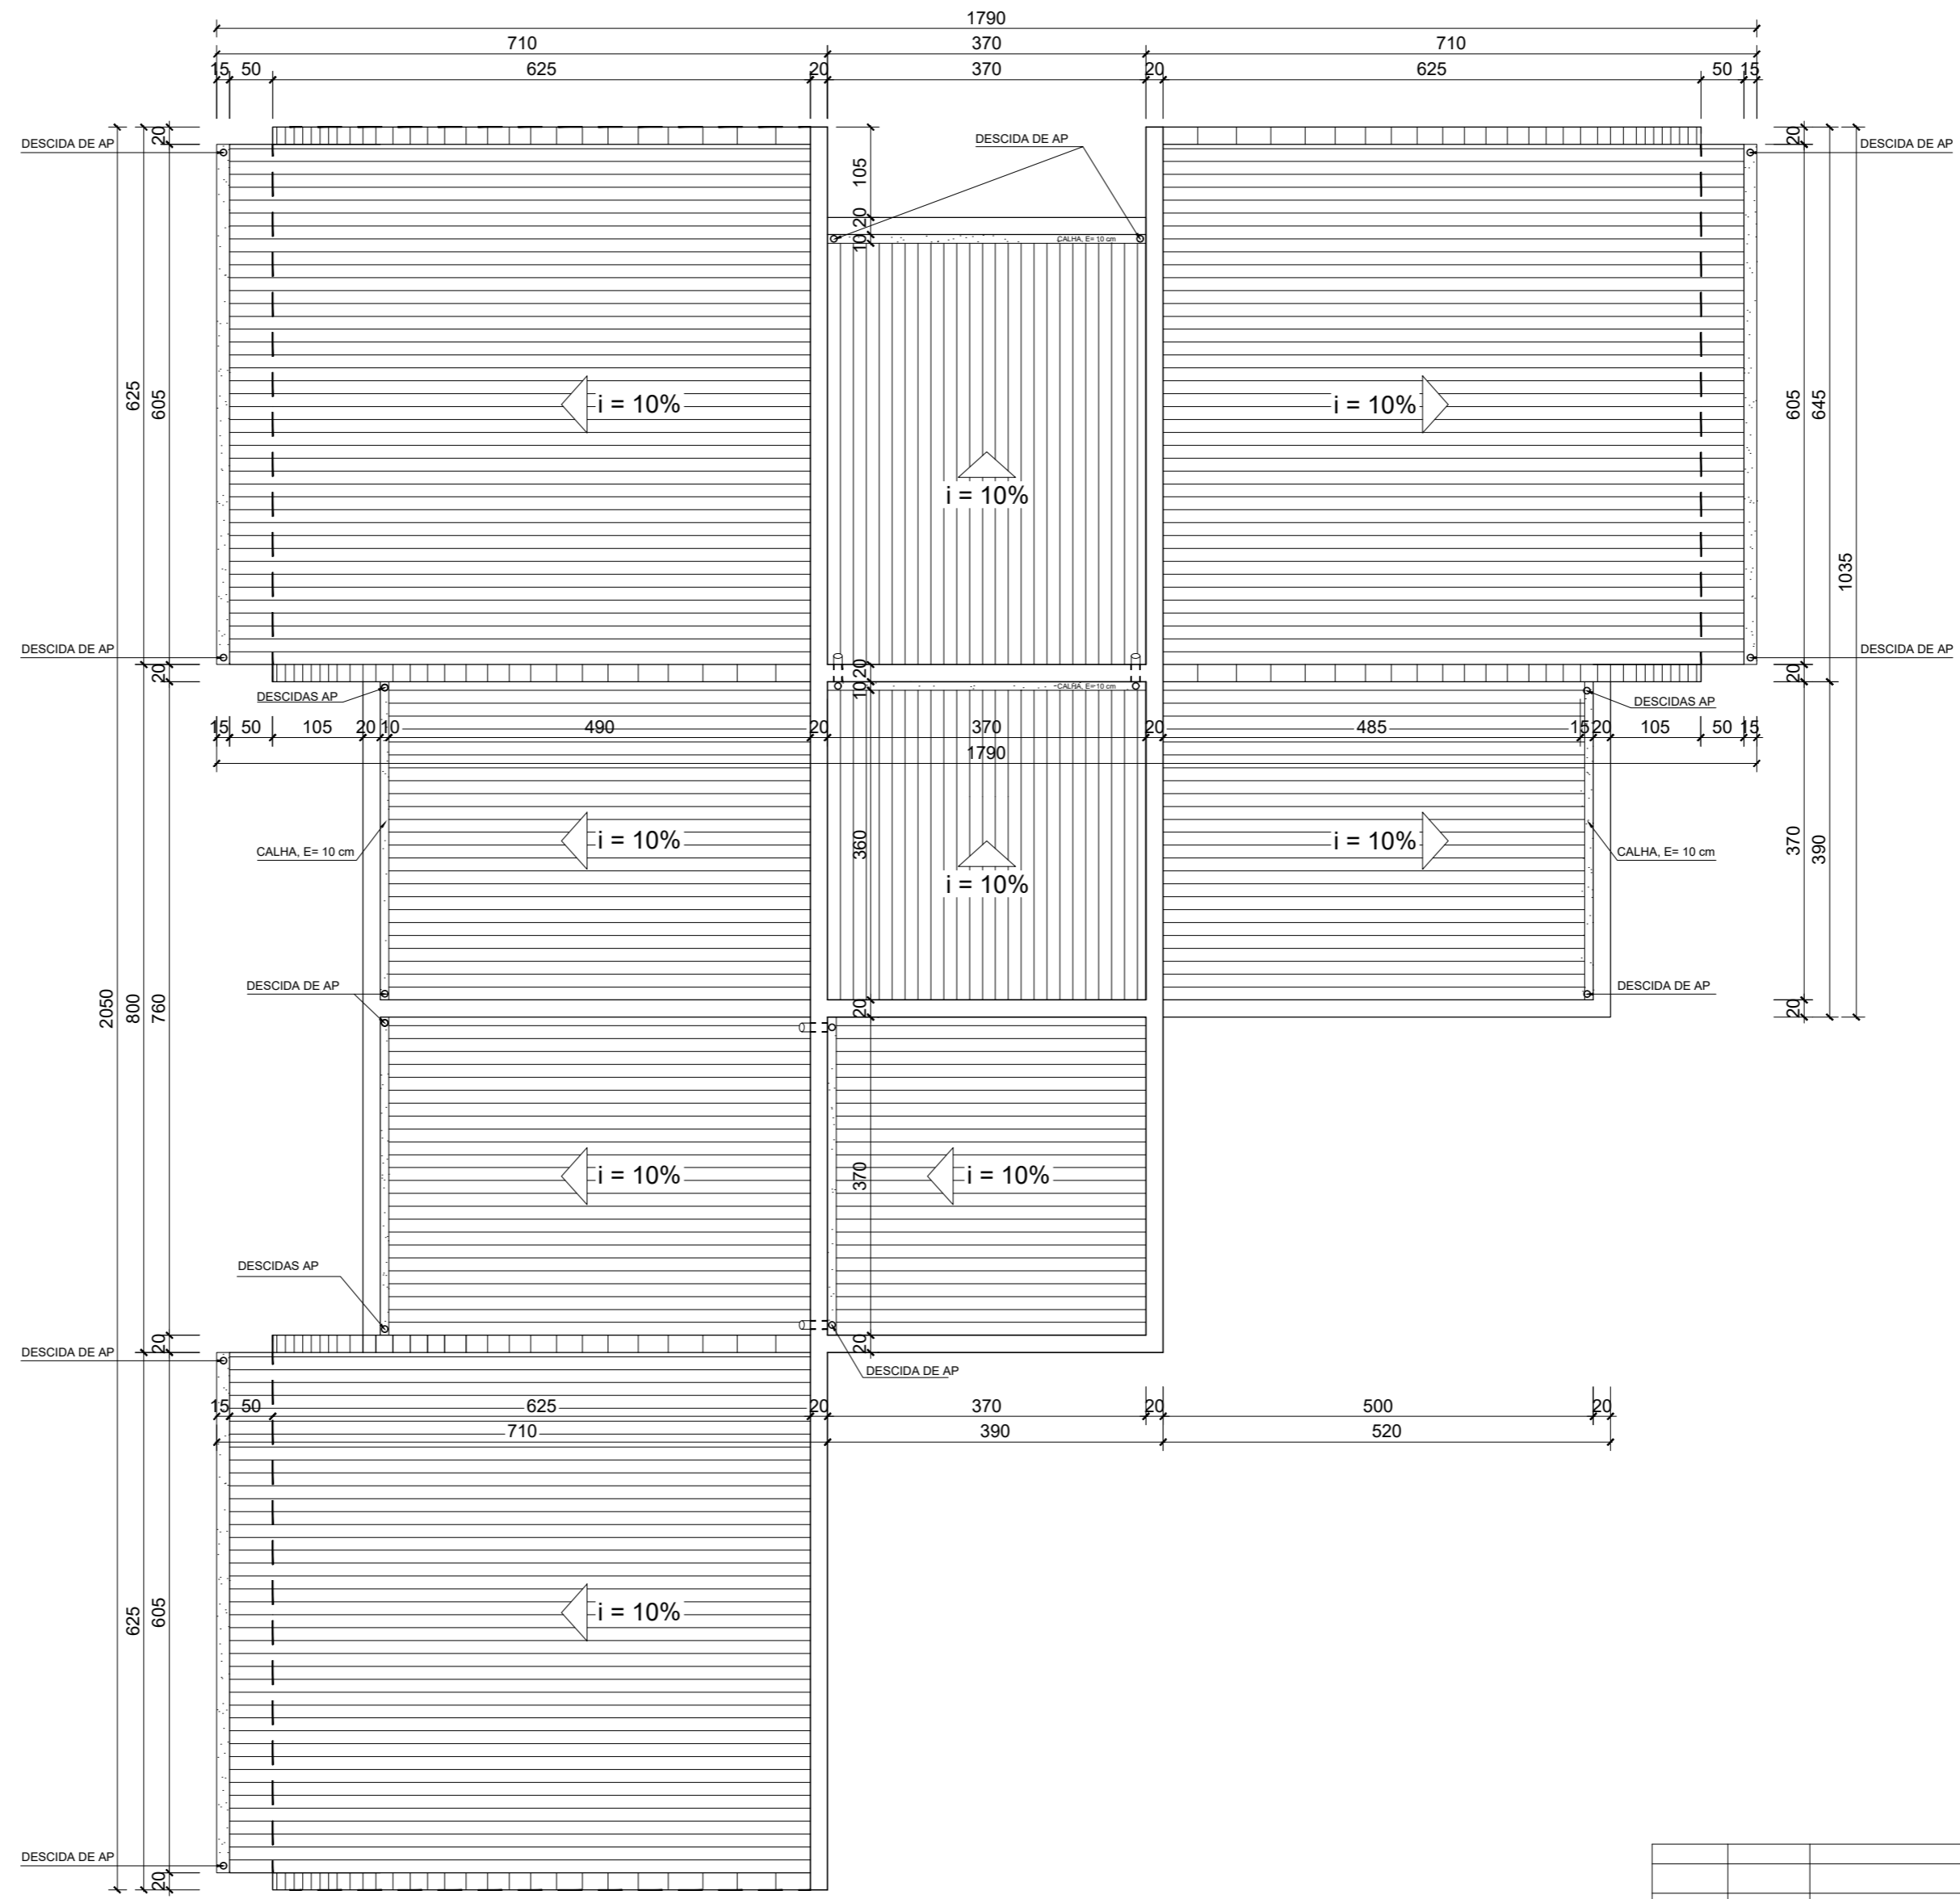 1790
710 370 710
15 50 625 20 370 20 625 50 15
20 20
DESCIDA DE AP DESCIDA DE AP DESCIDA DE AP
105
20
10 CALHA, E= 10 cm
625 605 605 645
i = 10% i = 10%
i = 10%
1035
DESCIDA DE AP DESCIDA DE AP
20 20 20
10 CALHA, E=10 cm
DESCIDAS AP DESCIDAS AP
15 50 105 20 10 490 20 370 20 485 15 20 105 50 15
1790
i = 10% 360 i = 10% 370 390
CALHA, E= 10 cm CALHA, E= 10 cm
i = 10%
DESCIDA DE AP DESCIDA DE AP
2050 800 760 20 20
i = 10% 370 i = 10%
DESCIDAS AP
20 20
DESCIDA DE AP
DESCIDA DE AP
15 50 625 20 370 20 500 20
710 390 520
625 605 i = 10%
DESCIDA DE AP
20